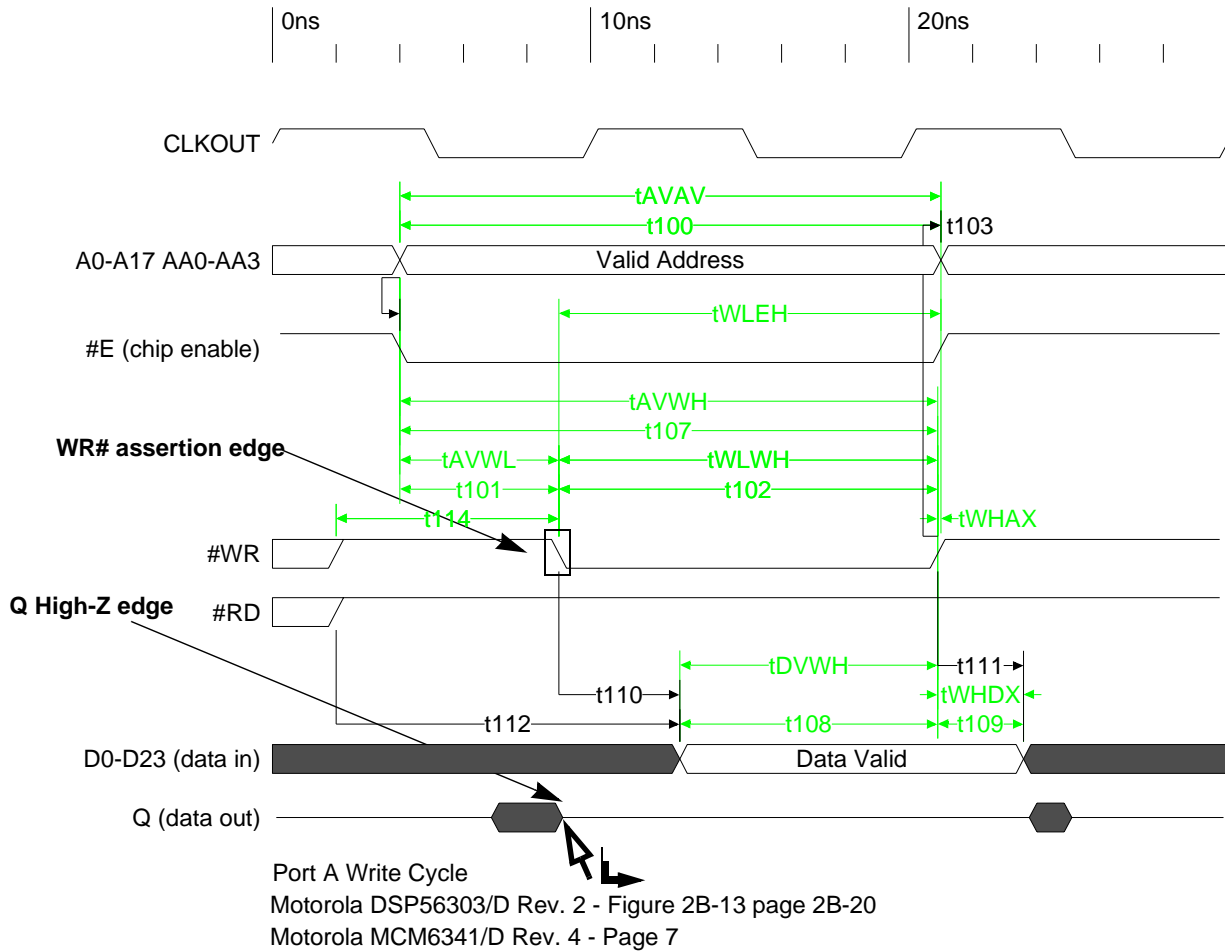 0ns 10ns 20ns
CLKOUT
tAVAV
t100 t103
A0-A17 AA0-AA3 Valid Address
tWLEH
#E (chip enable)
tAVWH
t107
WR# assertion edge tAVWL tWLWH
t101 t102
t114 tWHAX
#WR
Q High-Z edge #RD
tDVWH t111
t110 tWHDX
t112 t108 t109
D0-D23 (data in) Data Valid
Q (data out)
Port A Write Cycle
Motorola DSP56303/D Rev. 2 - Figure 2B-13 page 2B-20
Motorola MCM6341/D Rev. 4 - Page 7